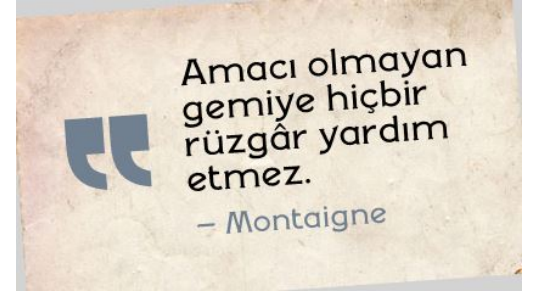 Amacı olmayan
gemiye hiçbir
rüzgâr yardım
etmez.
– Montaigne